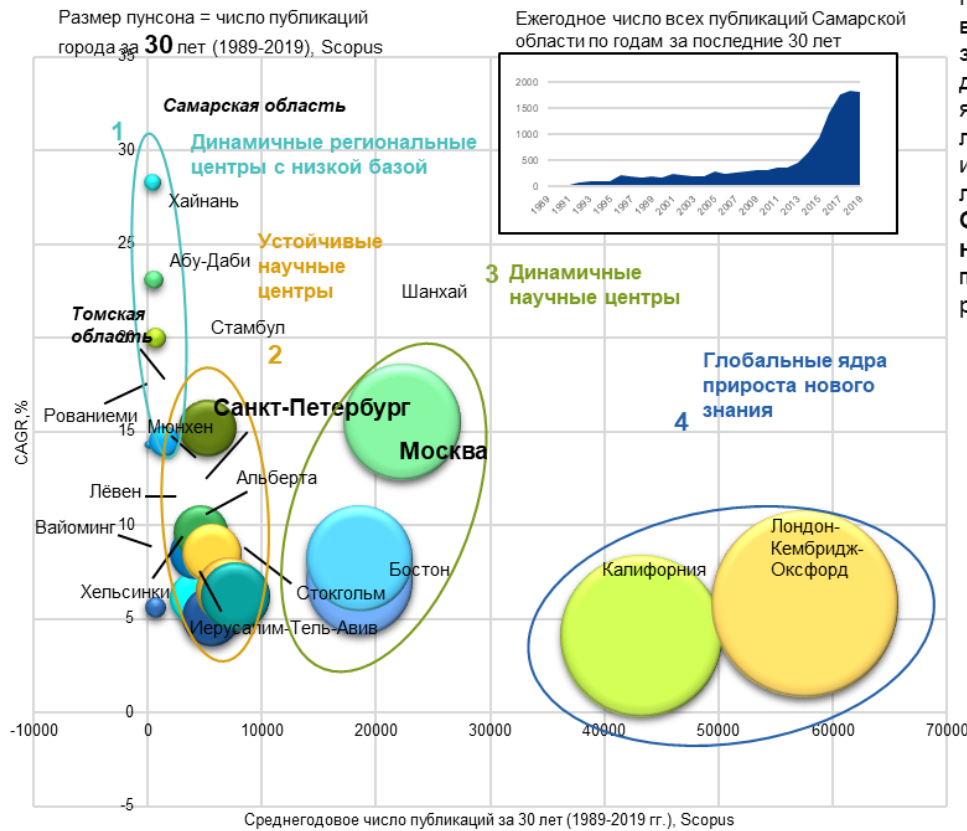 Размер пунсона = число публикаций
города за 30 лет (1989-2019), Scopus
Ежегодное число всех публикаций Самарской
области по годам за последние 30 лет
2000
1500
1000
500
0
1989
1991
1993
1995
1997
1999
2001
2003
2005
2007
2009
2011
2013
2015
2017
2019
35
30
25
20
15
10
5
0
-5
CAGR,%
Самарская область
1
Динамичные региональные
центры с низкой базой
Хайнань
Абу-Даби
Устойчивые
научные
центры
2
3 Динамичные
научные центры
Шанхай
Томская
область
Стамбул
Глобальные ядра
прироста нового
знания
4
Рованиеми
Мюнхен
Санкт-Петербург
Москва
Лёвен
Альберта
Вайоминг
Лондон-
Кембридж-
Оксфорд
Хельсинки
Стокгольм
Бостон
Калифорния
Иерусалим-Тель-Авив
-10000
0
10000
20000
30000
40000
50000
60000
70000
Среднегодовое число публикаций за 30 лет (1989-2019 гг.), Scopus